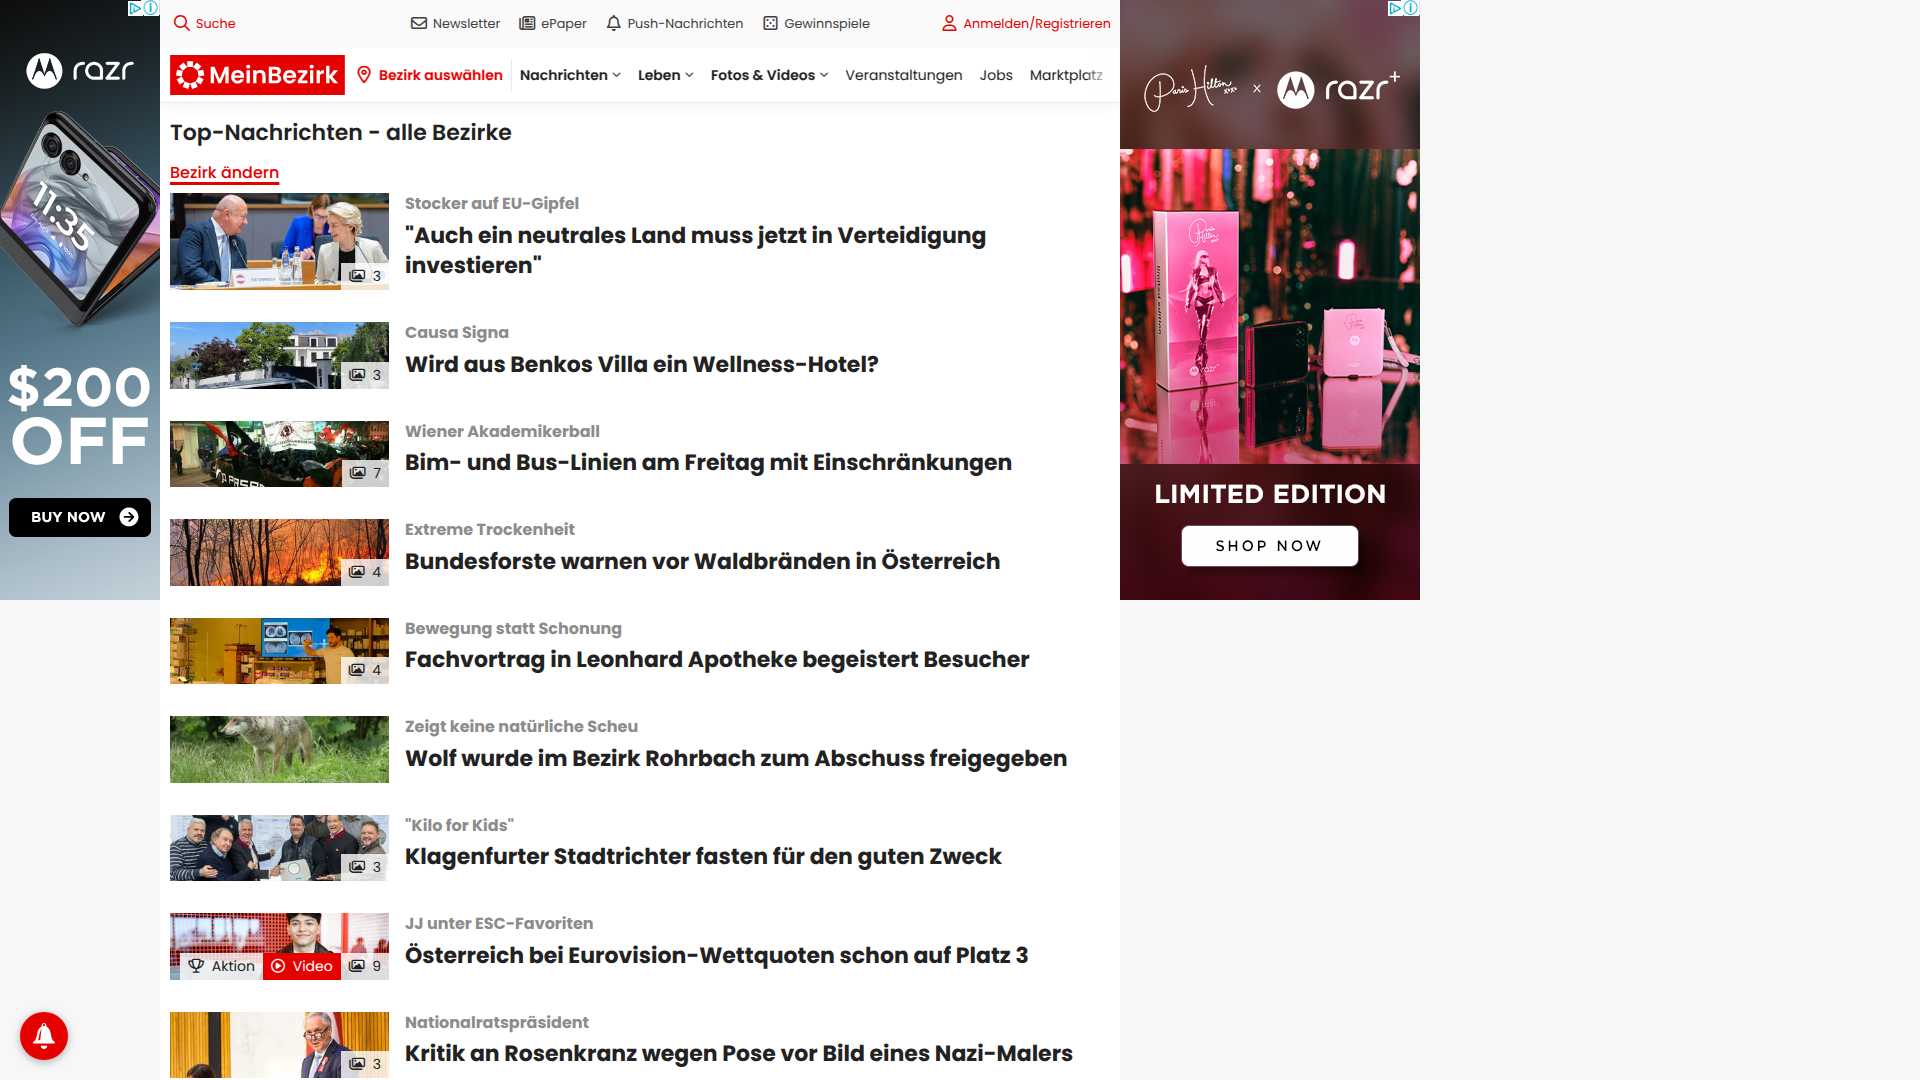 Suche
Newsletter
ePaper
Push-Nachrichten
Gewinnspiele
Anmelden/Registrieren
MeinBezirk
Bezirk auswählen
Nachrichten
Leben
Fotos & Videos
Veranstaltungen
Jobs
Marktplatz
razr
11:35
$200
OFF
BUY NOW
Top-Nachrichten - alle Bezirke
Bezirk ändern
Stocker auf EU-Gipfel
"Auch ein neutrales Land muss jetzt in Verteidigung
investieren"
3
Causa Signa
Wird aus Benkos Villa ein Wellness-Hotel?
3
Wiener Akademikerball
Bim- und Bus-Linien am Freitag mit Einschränkungen
7
Extreme Trockenheit
Bundesforste warnen vor Waldbränden in Österreich
4
Bewegung statt Schonung
Fachvortrag in Leonhard Apotheke begeistert Besucher
4
Zeigt keine natürliche Scheu
Wolf wurde im Bezirk Rohrbach zum Abschuss freigegeben
"Kilo for Kids"
Klagenfurter Stadtrichter fasten für den guten Zweck
3
JJ unter ESC-Favoriten
Österreich bei Eurovision-Wettquoten schon auf Platz 3
Aktion
Video
9
Nationalratspräsident
Kritik an Rosenkranz wegen Pose vor Bild eines Nazi-Malers
3
Paris Hilton x razr+
LIMITED EDITION
SHOP NOW